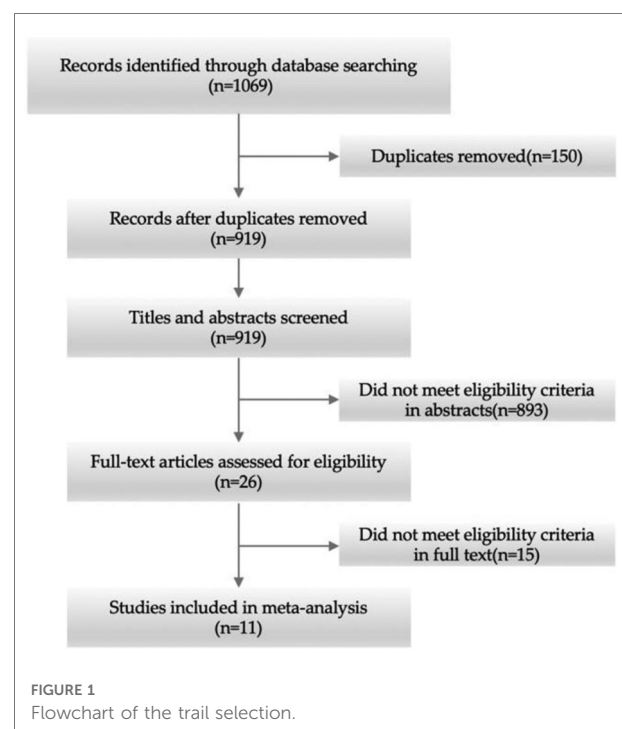 Records identified through database searching
(n=1069)
Duplicates removed(n=150)
Records after duplicates removed
(n=919)
Titles and abstracts screened
(n=919)
Did not meet eligibility criteria
in abstracts(n=893)
Full-text articles assessed for eligibility
(n=26)
Did not meet eligibility criteria
in full text(n=15)
Studies included in meta-analysis
(n=11)
FIGURE 1
Flowchart of the trail selection.